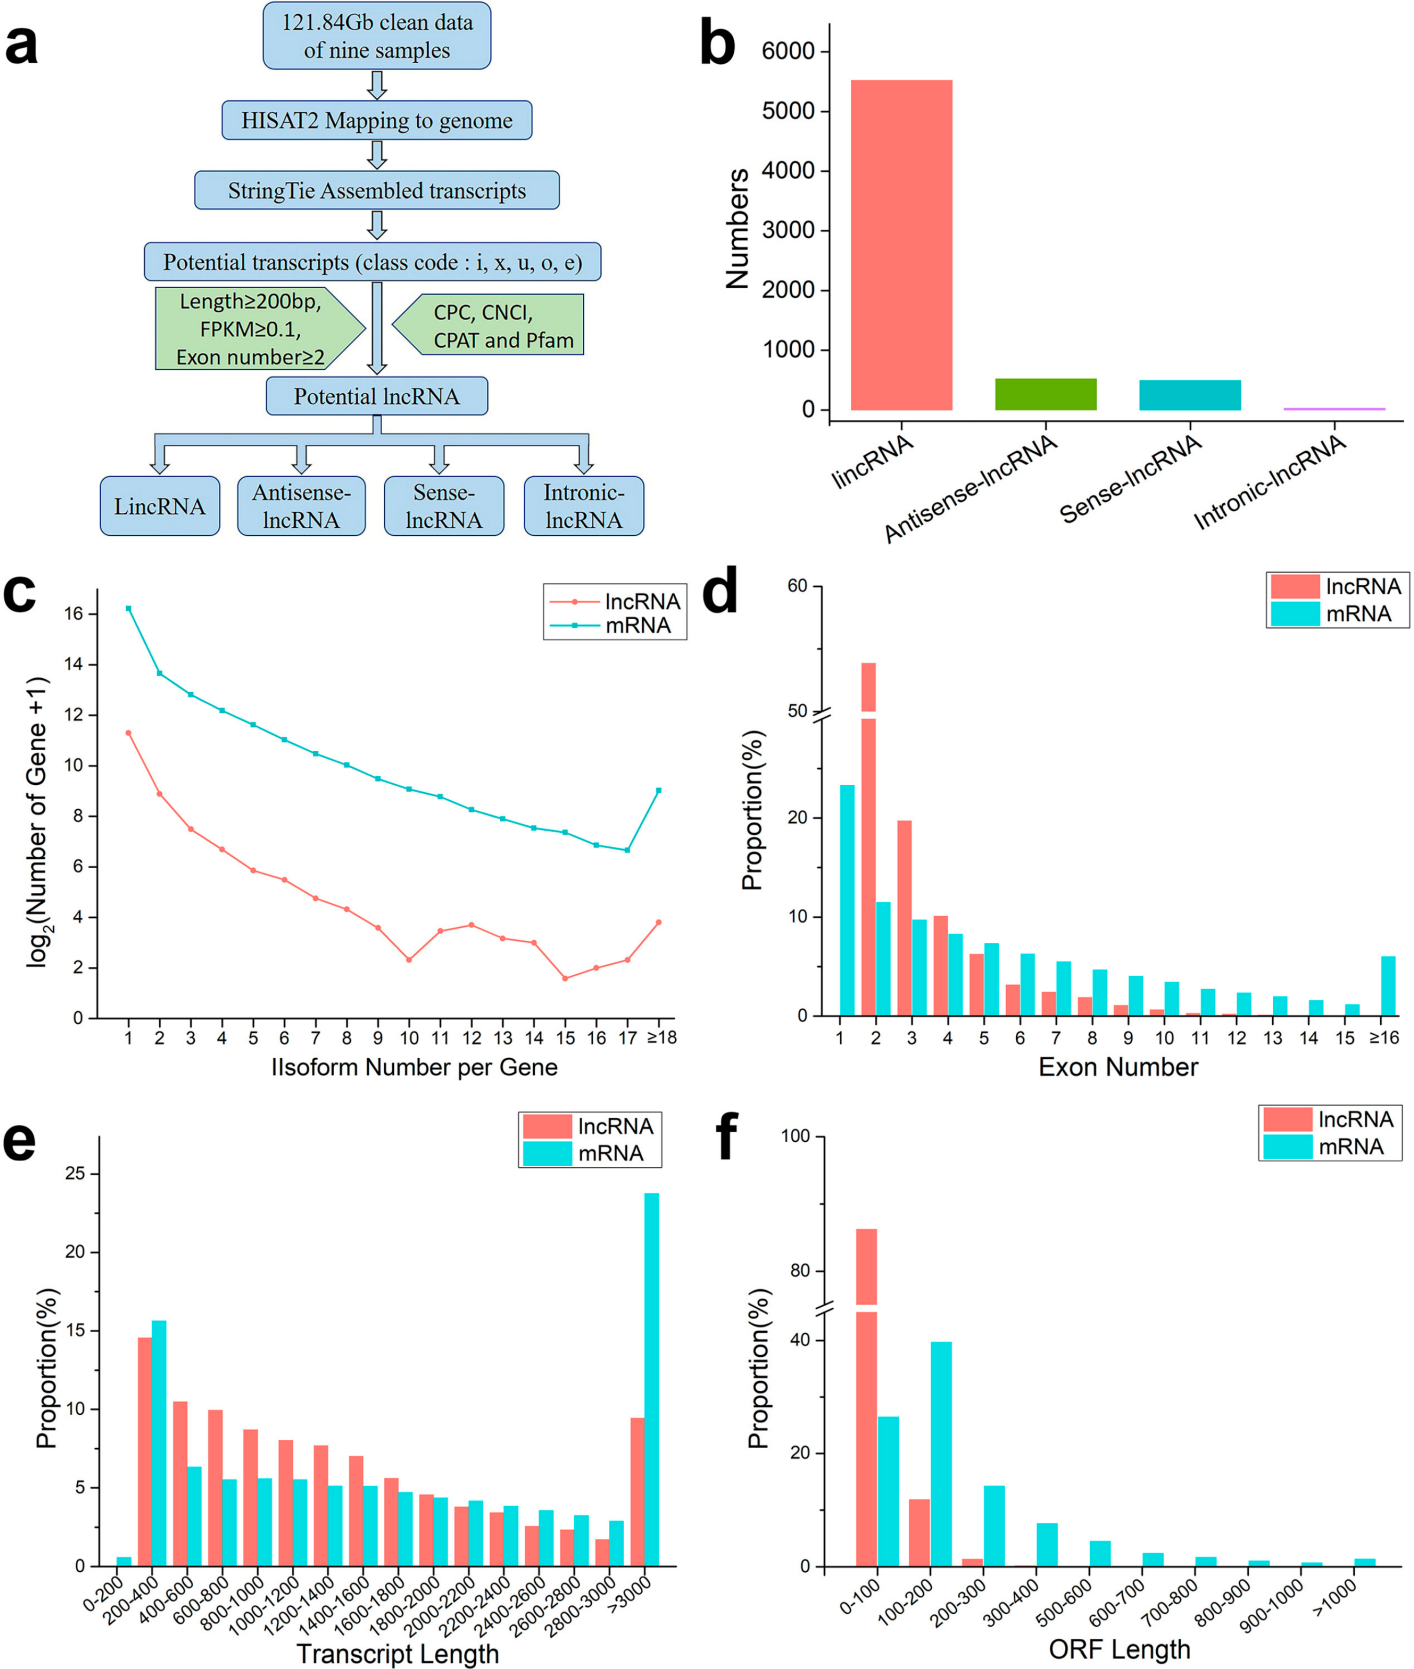 a
121.84Gb clean data
of nine samples
HISAT2 Mapping to genome
StringTie Assembled transcripts
Potential transcripts (class code : i, x, u, o, e)
Length≥200bp,
FPKM≥0.1,
Exon number≥2
CPC, CNCI,
CPAT and Pfam
Potential lncRNA
LincRNA
Antisense-
lncRNA
Sense-
lncRNA
Intronic-
lncRNA
b
Numbers
6000
5000
4000
3000
2000
1000
0
lincRNA
Antisense-lncRNA
Sense-lncRNA
Intronic-lncRNA
c
lncRNA
mRNA
log2(Number of Gene +1)
16
14
12
10
8
6
4
2
0
1 2 3 4 5 6 7 8 9 10 11 12 13 14 15 16 17 ≥18
IIsoform Number per Gene
d
lncRNA
mRNA
Proportion(%)
60
50
20
10
0
1 2 3 4 5 6 7 8 9 10 11 12 13 14 15 ≥16
Exon Number
e
lncRNA
mRNA
Proportion(%)
25
20
15
10
5
0
0-200
200-400
400-600
600-800
800-1000
1000-1200
1200-1400
1400-1600
1600-1800
1800-2000
2000-2200
2200-2400
2400-2600
2600-2800
2800-3000
>3000
Transcript Length
f
lncRNA
mRNA
Proportion(%)
100
80
40
20
0
0-100
100-200
200-300
300-400
500-600
600-700
700-800
800-900
900-1000
>1000
ORF Length